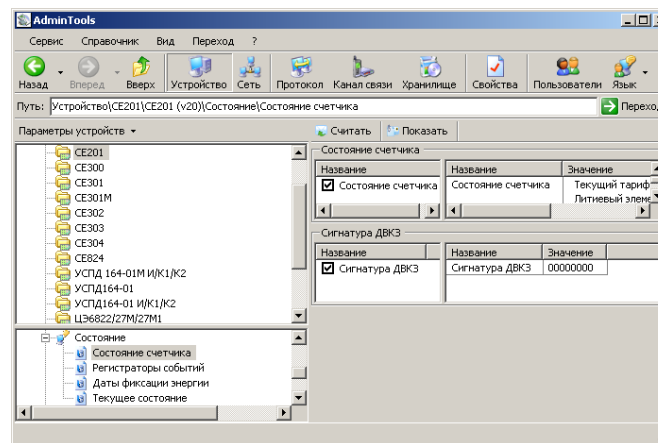 AdminTools
Сервис Справочник Вид Переход ?
Назад Вперед Вверх Устройство Сеть Протокол Канал связи Хранилище Свойства Пользователи Язык
Путь: Устройство\CE201\CE201 (v20)\Состояние\Состояние счетчика Перехо
Параметры устройств
Считать Показать
CE201
CE300
CE301
CE301M
CE302
CE303
CE304
CE824
УСПД 164-01М И/К1/К2
УСПД164-01
УСПД164-01 И/К1/К2
ЦЭ6822/27М/27М1
Состояние
Состояние счетчика
Регистраторы событий
Даты фиксации энергии
Текущее состояние
Состояние счетчика
Название
Состояние счетчика
Название Значение
Состояние счетчика Текущий тариф
Литиевый элеме
Сигнатура ДВКЗ
Название
Сигнатура ДВКЗ
Название Значение
Сигнатура ДВКЗ 00000000